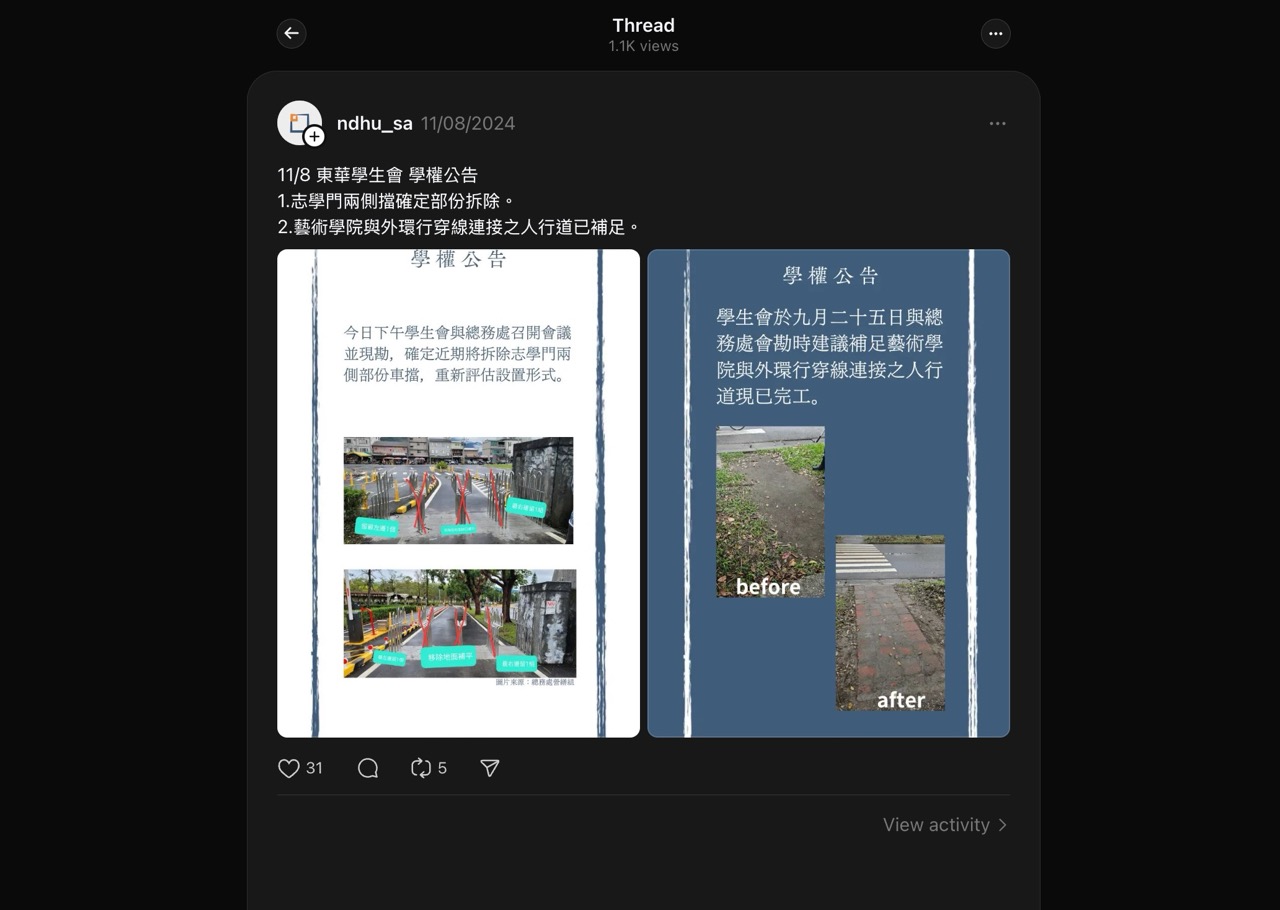 Thread
1.1K views
ndhu_sa 11/08/2024
11/8 東華學生會 學權公告
1.志學門兩側擋確定部份拆除。
2.藝術學院與外環行穿線連接之人行道已補足。
學權公告
今日下午學生會與總務處召開會議
並現勘，確定近期將拆除志學門兩
側部份車擋，重新評估設置形式。
移除地面鋪平
圖片來源：總務處營繕組
學權公告
學生會於九月二十五日與總
務處會勘時建議補足藝術學
院與外環行穿線連接之人行
道現已完工。
before
after
31
5
View activity